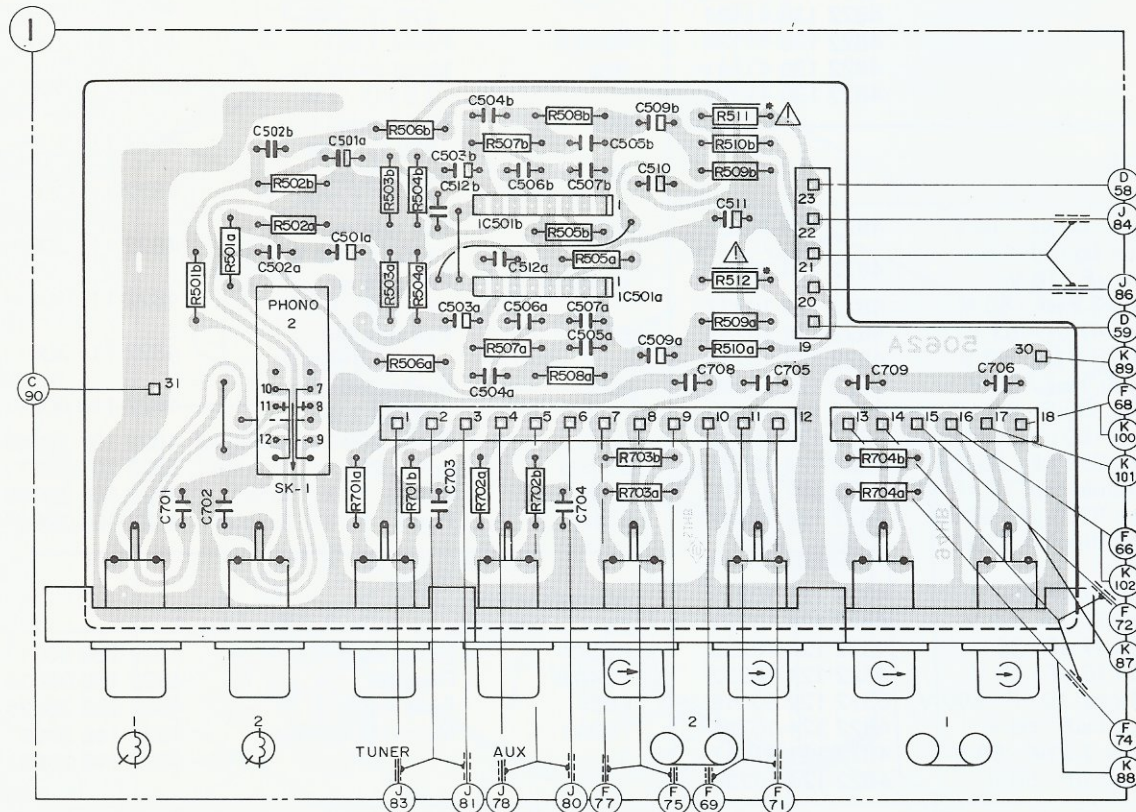 I
C504b
R508b
C509b
R511 *
C502b
C501a
R506b
R507b
C505b
R510b
C503b
R502b
R503b
R504b
C512b
C506b
C507b
C510
R509b
D 58
23
IC501b
I
J 84
22
R502a
R501a
R505b
C511
21
C502a
C501a
C512a
R505a
R501b
R503a
R504a
R512 *
J 86
20
IC501a
PHONO
2
C503a
C506a
C507a
R509a
D 59
19
5062A
R506a
R507a
C505a
C509a
R510a
30
K 89
C504a
R508a
C708
C705
C709
C706
C 90
31
10 7
11 8
12 9
F 68
1 2 3 4 5 6 7 8 9 10 11 12
13 14 15 16 17 18
K 100
SK-1
R703b
R704b
K 101
C701
C702
R701a
R701b
C703
R702a
R702b
C704
R703a
R704a
94HB
F 66
K 102
F 72
K 87
1
2
2
1
TUNER
AUX
F 74
K 88
J 83
J 81
J 78
J 80
F 77
F 75
F 69
F 71